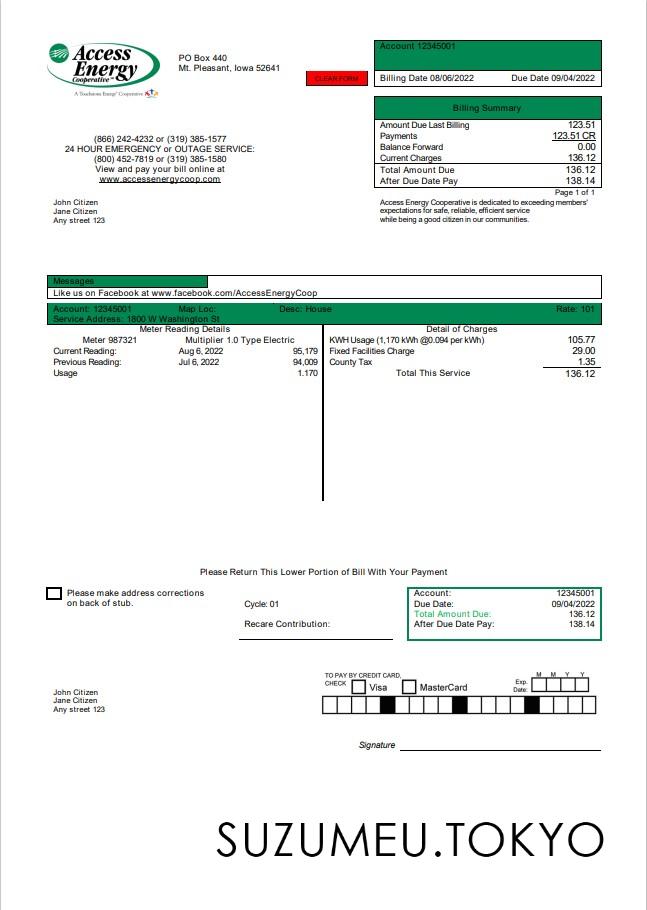 Access
Energy
Cooperative™
A Touchstone Energy® Cooperative
PO Box 440
Mt. Pleasant, Iowa 52641
CLEAR FORM
Account 12345001
Billing Date 08/06/2022 Due Date 09/04/2022
Billing Summary
Amount Due Last Billing 123.51
Payments 123.51 CR
Balance Forward 0.00
Current Charges 136.12
Total Amount Due 136.12
After Due Date Pay 138.14
Page 1 of 1
(866) 242-4232 or (319) 385-1577
24 HOUR EMERGENCY or OUTAGE SERVICE:
(800) 452-7819 or (319) 385-1580
View and pay your bill online at
www.accessenergycoop.com
John Citizen
Jane Citizen
Any street 123
Access Energy Cooperative is dedicated to exceeding members'
expectations for safe, reliable, efficient service
while being a good citizen in our communities.
Messages
Like us on Facebook at www.facebook.com/AccessEnergyCoop
Account: 12345001 Map Loc: Desc: House Rate: 101
Service Address: 1800 W Washington St
Meter Reading Details
Meter 987321 Multiplier 1.0 Type Electric
Current Reading: Aug 6, 2022 95,179
Previous Reading: Jul 6, 2022 94,009
Usage 1.170
Detail of Charges
KWH Usage (1,170 kWh @0.094 per kWh) 105.77
Fixed Facilities Charge 29.00
County Tax 1.35
Total This Service 136.12
Please Return This Lower Portion of Bill With Your Payment
Please make address corrections
on back of stub.
Cycle: 01
Recare Contribution:
Account: 12345001
Due Date: 09/04/2022
Total Amount Due: 136.12
After Due Date Pay: 138.14
John Citizen
Jane Citizen
Any street 123
TO PAY BY CREDIT CARD,
CHECK Visa MasterCard
Exp. Date: M M Y Y
Signature
SUZUMEU.TOKYO